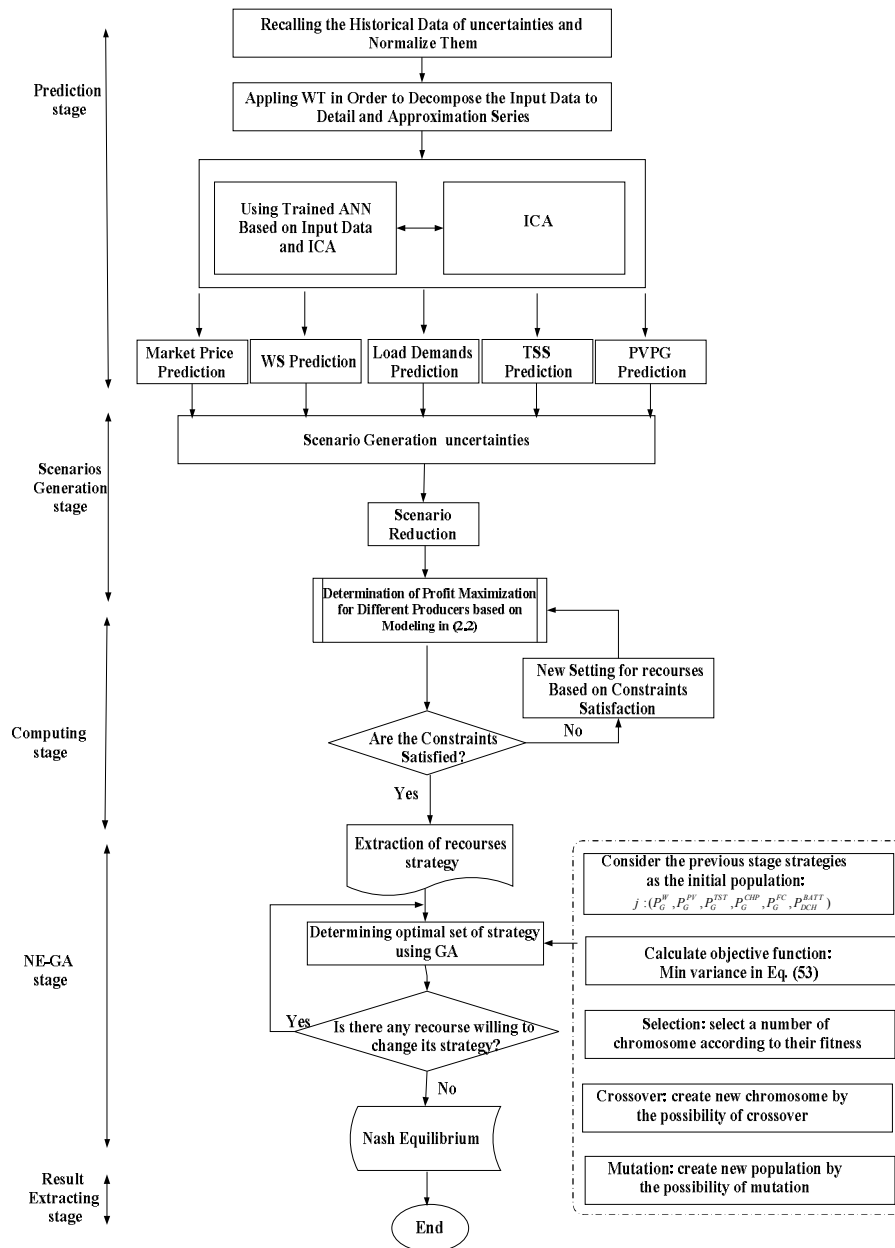 Recalling the Historical Data of uncertainties and
Normalize Them
Prediction
stage
Appling WT in Order to Decompose the Input Data to
Detail and Approximation Series
Using Trained ANN
Based on Input Data
and ICA
ICA
Market Price
Prediction
WS Prediction
Load Demands
Prediction
TSS
Prediction
PVPG
Prediction
Scenario Generation uncertainties
Scenarios
Generation
stage
Scenario
Reduction
Determination of Profit Maximization
for Different Producers based on
Modeling in (2.2)
New Setting for recourses
Based on Constraints
Satisfaction
Computing
stage
Are the Constraints
Satisfied?
No
Yes
Extraction of recourses
strategy
Determining optimal set of strategy
using GA
NE-GA
stage
Yes
Is there any recourse willing to
change its strategy?
No
Nash Equilibrium
Result
Extracting
stage
End
Consider the previous stage strategies
as the initial population:
j : (P_G^W, P_G^PV, P_G^TST, P_G^CHP, P_G^FC, P_DCH^BATT)
Calculate objective function:
Min variance in Eq. (53)
Selection: select a number of
chromosome according to their fitness
Crossover: create new chromosome by
the possibility of crossover
Mutation: create new population by
the possibility of mutation